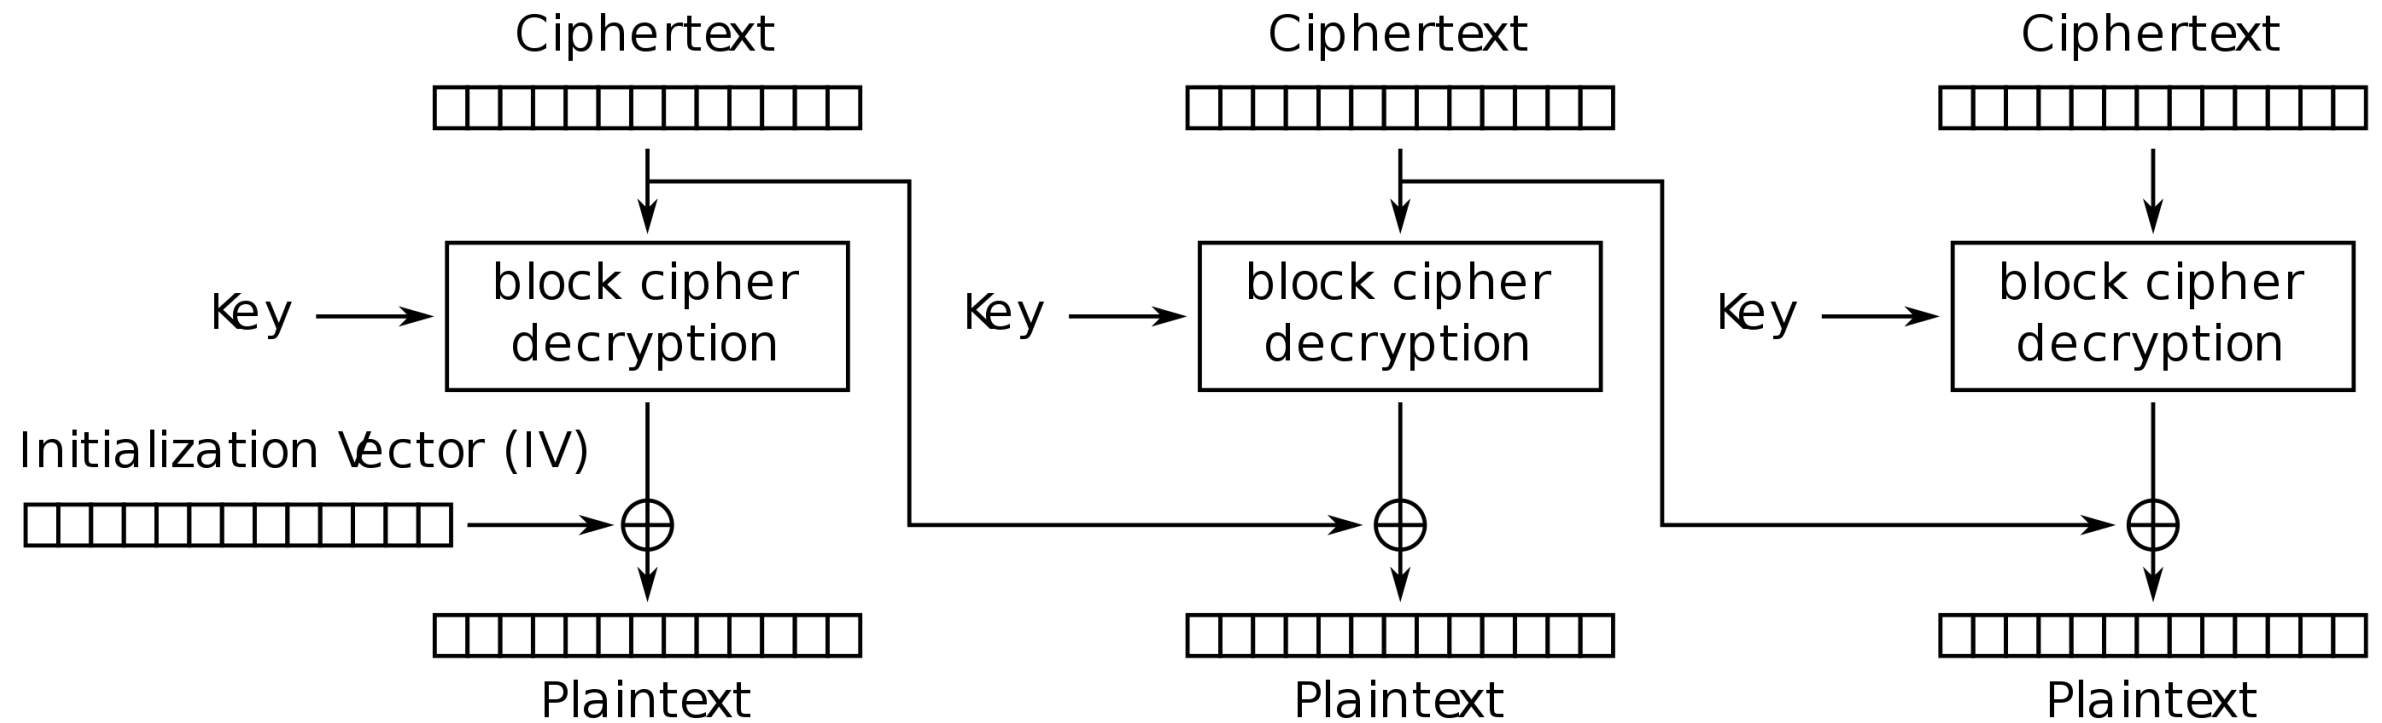 Ciphertext
Ciphertext
Ciphertext
block cipher
decryption
Key
block cipher
decryption
Key
block cipher
decryption
Key
Initialization Vector (IV)
Plaintext
Plaintext
Plaintext